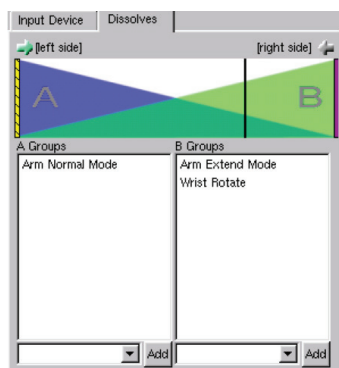 Input Device Dissolves
[left side] [right side]
A B
A Groups B Groups
Arm Normal Mode Arm Extend Mode
Wrist Rotate
Add Add